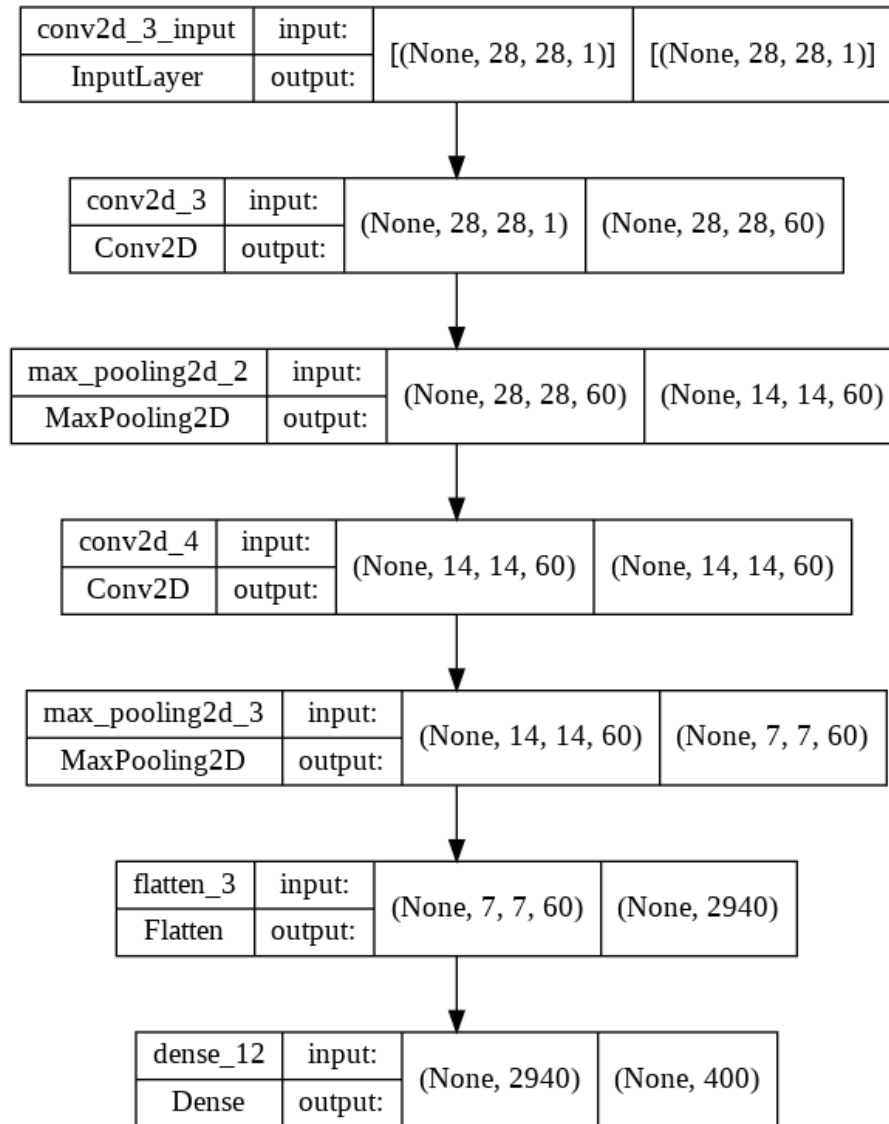 conv2d_3_input input: [(None, 28, 28, 1)] [(None, 28, 28, 1)]
InputLayer output:
conv2d_3 input: (None, 28, 28, 1) (None, 28, 28, 60)
Conv2D output:
max_pooling2d_2 input: (None, 28, 28, 60) (None, 14, 14, 60)
MaxPooling2D output:
conv2d_4 input: (None, 14, 14, 60) (None, 14, 14, 60)
Conv2D output:
max_pooling2d_3 input: (None, 14, 14, 60) (None, 7, 7, 60)
MaxPooling2D output:
flatten_3 input: (None, 7, 7, 60) (None, 2940)
Flatten output:
dense_12 input: (None, 2940) (None, 400)
Dense output: